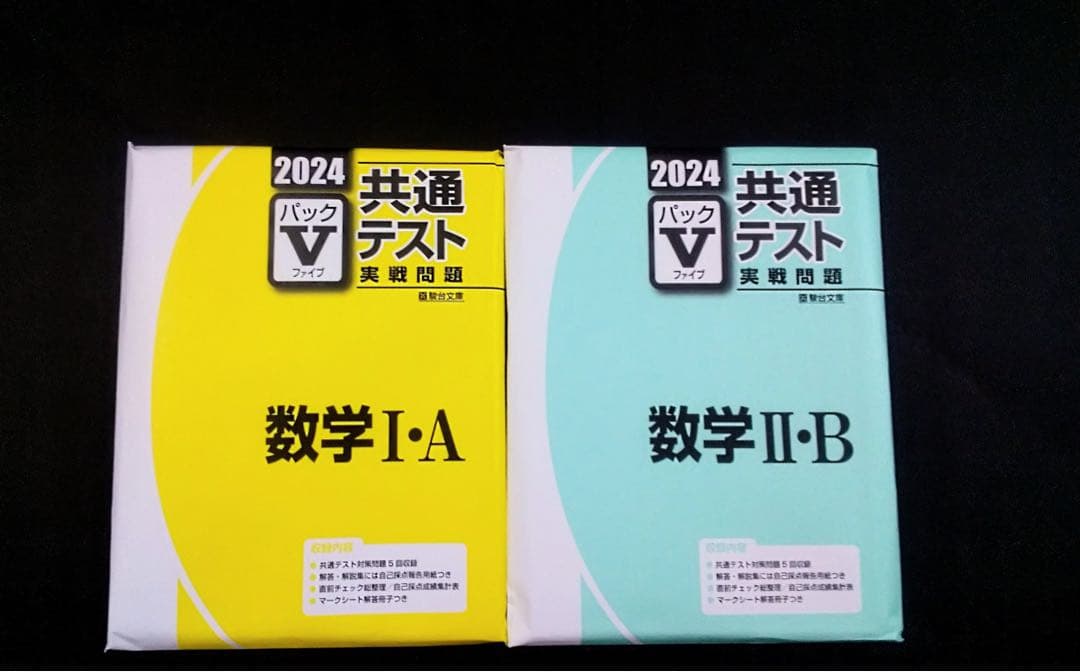 2024
パック
V
ファイブ
共通
テスト
実戦問題
駿台文庫
数学I・A
収録内容
共通テスト対策問題5回収録
解答・解説集には自己採点報告用紙つき
直前チェック総整理/自己採点成績集計表
マークシート解答冊子つき
2024
パック
V
ファイブ
共通
テスト
実戦問題
駿台文庫
数学II・B
収録内容
共通テスト対策問題5回収録
解答・解説集には自己採点報告用紙つき
直前チェック総整理/自己採点成績集計表
マークシート解答冊子つき